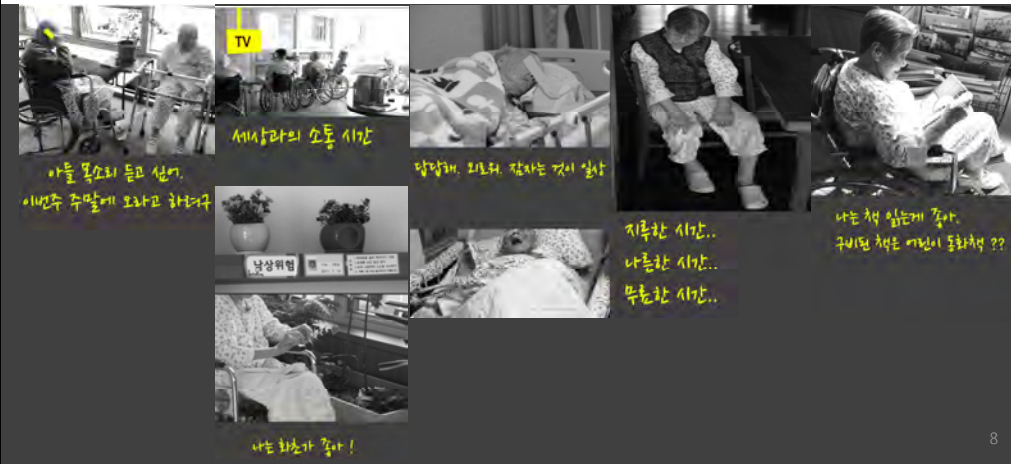 아들 목소리 듣고 싶어.
이번주 주말에 오라고 하려구
TV
세상과의 소통 시간
낙상위험
나는 화초가 좋아 !
답답해. 외로워. 잠자는 것이 일상
지루한 시간..
나른한 시간..
무료한 시간..
나는 책 읽는게 좋아.
구비된 책은 어린이 동화책 ??
8